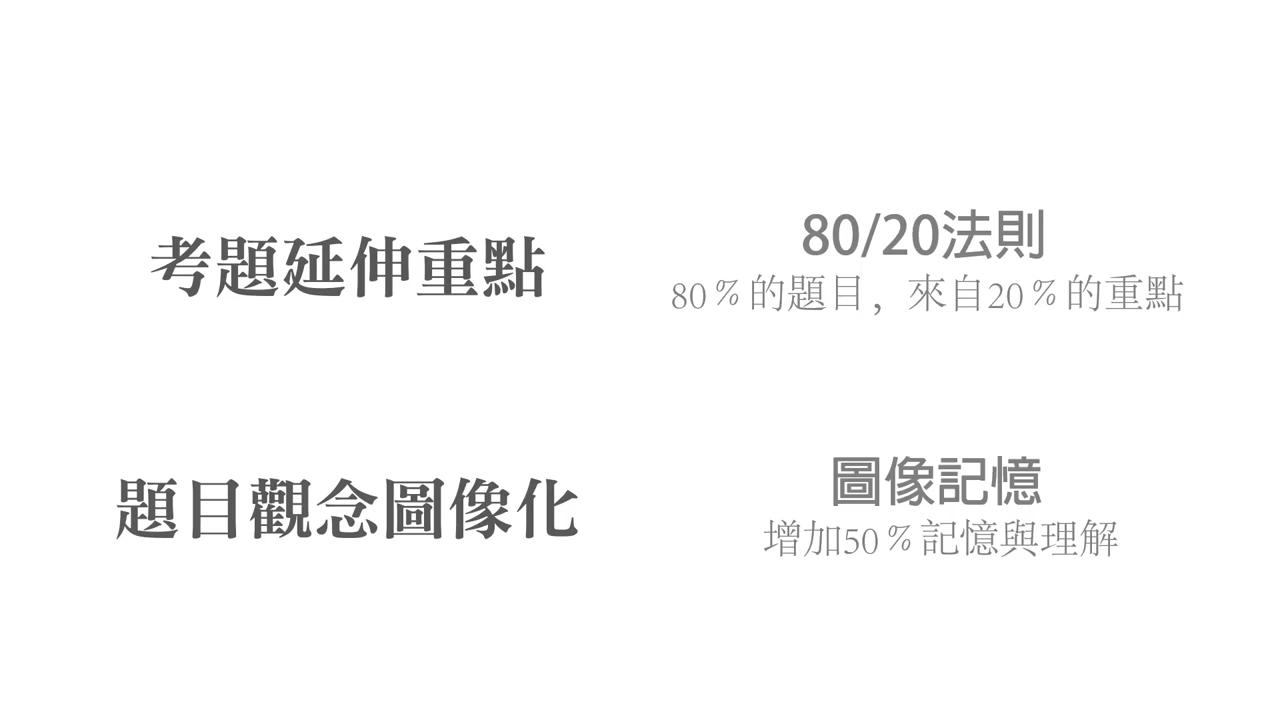 考題延伸重點
80/20法則
80％的題目，來自20％的重點
題目觀念圖像化
圖像記憶
增加50％記憶與理解